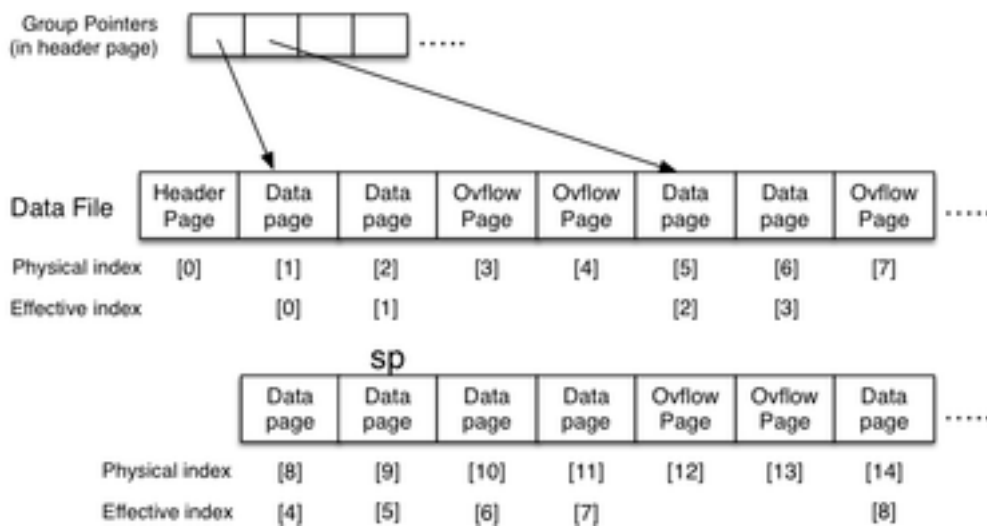 Group Pointers
(in header page)
.....
Data File Header Page Data page Data page Ovflow Page Ovflow Page Data page Data page Ovflow Page .....
Physical index [0] [1] [2] [3] [4] [5] [6] [7]
Effective index [0] [1] [2] [3]
sp
Data page Data page Data page Data page Ovflow Page Ovflow Page Data page .....
Physical index [8] [9] [10] [11] [12] [13] [14]
Effective index [4] [5] [6] [7] [8]